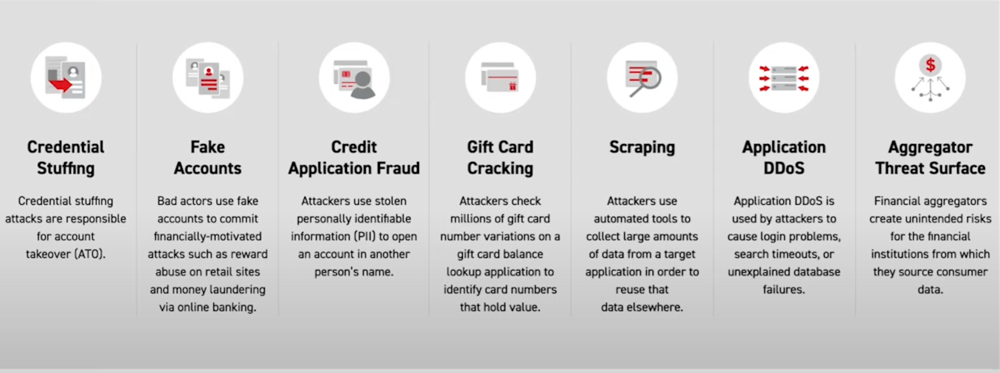 Credential
Stuffing
Credential stuffing
attacks are responsible
for account
takeover (ATO).
Fake
Accounts
Bad actors use fake
accounts to commit
financially-motivated
attacks such as reward
abuse on retail sites
and money laundering
via online banking.
Credit
Application Fraud
Attackers use stolen
personally identifiable
information (PII) to open
an account in another
person's name.
Gift Card
Cracking
Attackers check
millions of gift card
number variations on a
gift card balance
lookup application to
identify card numbers
that hold value.
Scraping
Attackers use
automated tools to
collect large amounts
of data from a target
application in order to
reuse that
data elsewhere.
Application
DDoS
Application DDoS is
used by attackers to
cause login problems,
search timeouts, or
unexplained database
failures.
$
Aggregator
Threat Surface
Financial aggregators
create unintended risks
for the financial
institutions from which
they source consumer
data.